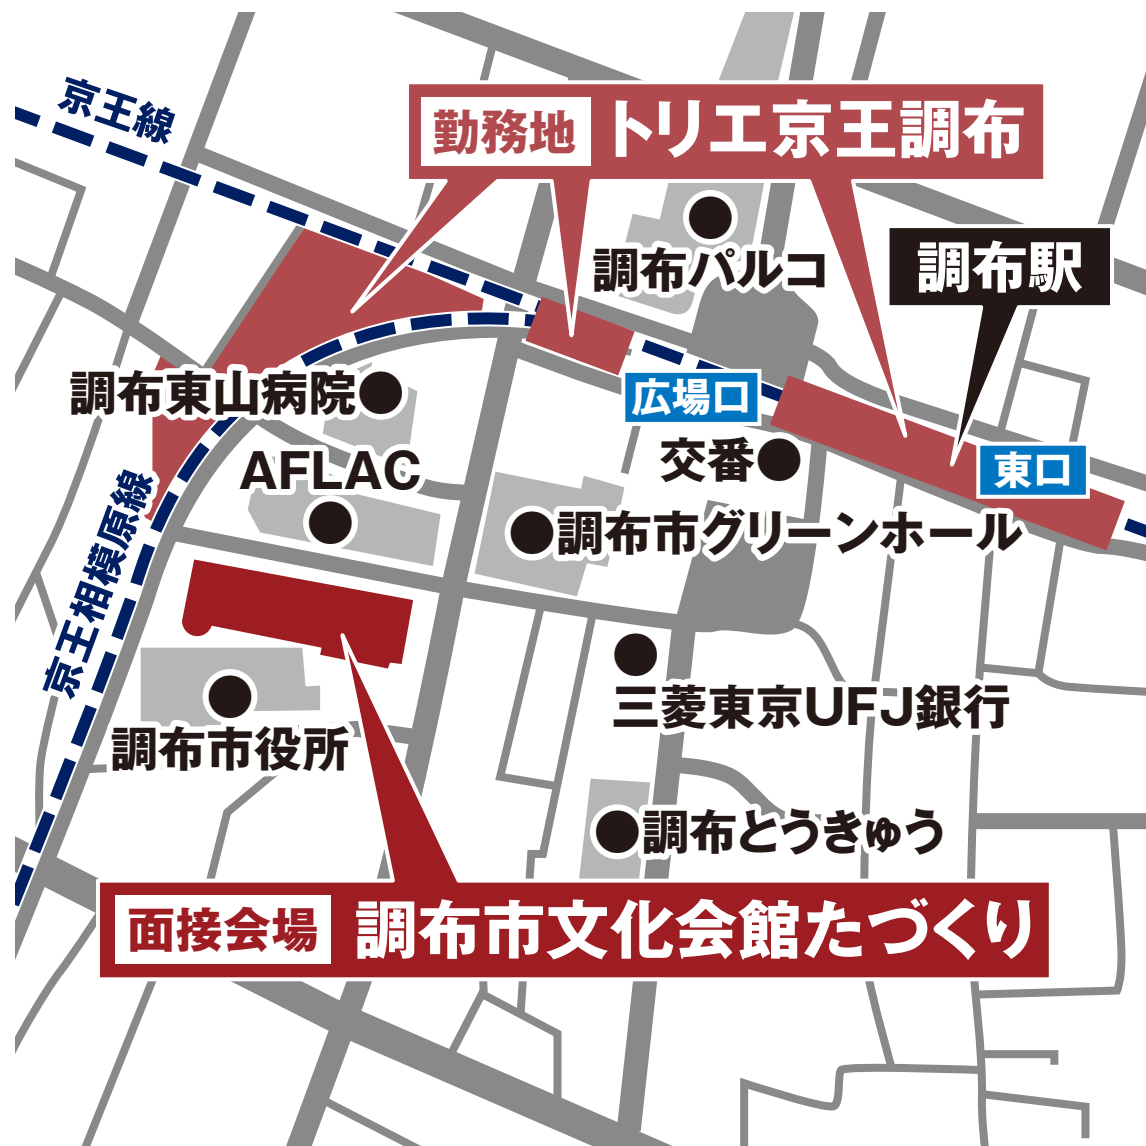 京王線
勤務地 トリエ京王調布
調布パルコ
調布駅
調布東山病院
広場口
交番
東口
AFLAC
調布市グリーンホール
京王相模原線
三菱東京UFJ銀行
調布市役所
調布とうきゅう
面接会場 調布市文化会館たづくり